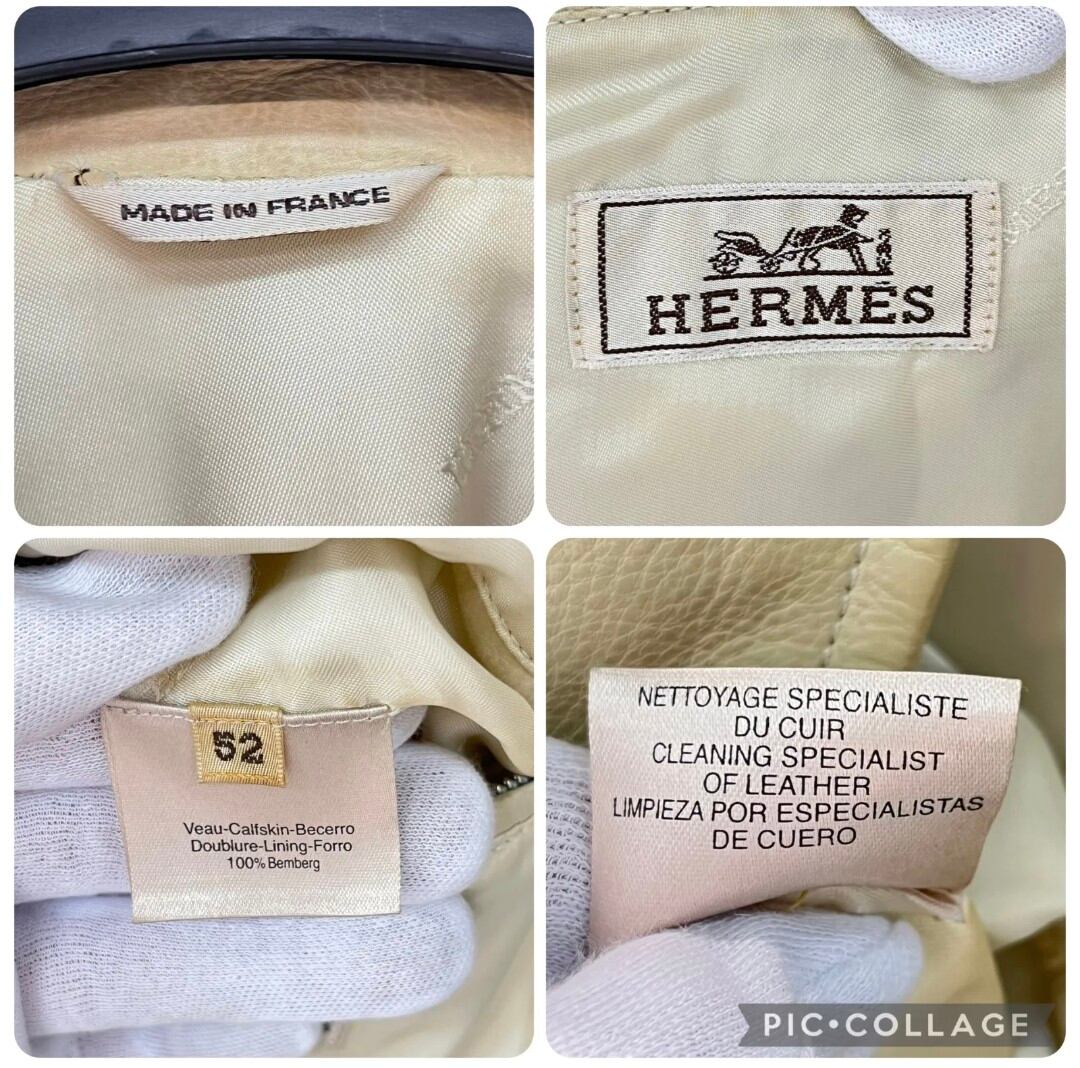 MADE IN FRANCE
HERMÈS
52
Veau-Calfskin-Becerro
Doublure-Lining-Forro
100% Bemberg
NETTOYAGE SPECIALISTE
DU CUIR
CLEANING SPECIALIST
OF LEATHER
LIMPIEZA POR ESPECIALISTAS
DE CUERO
PIC•COLLAGE